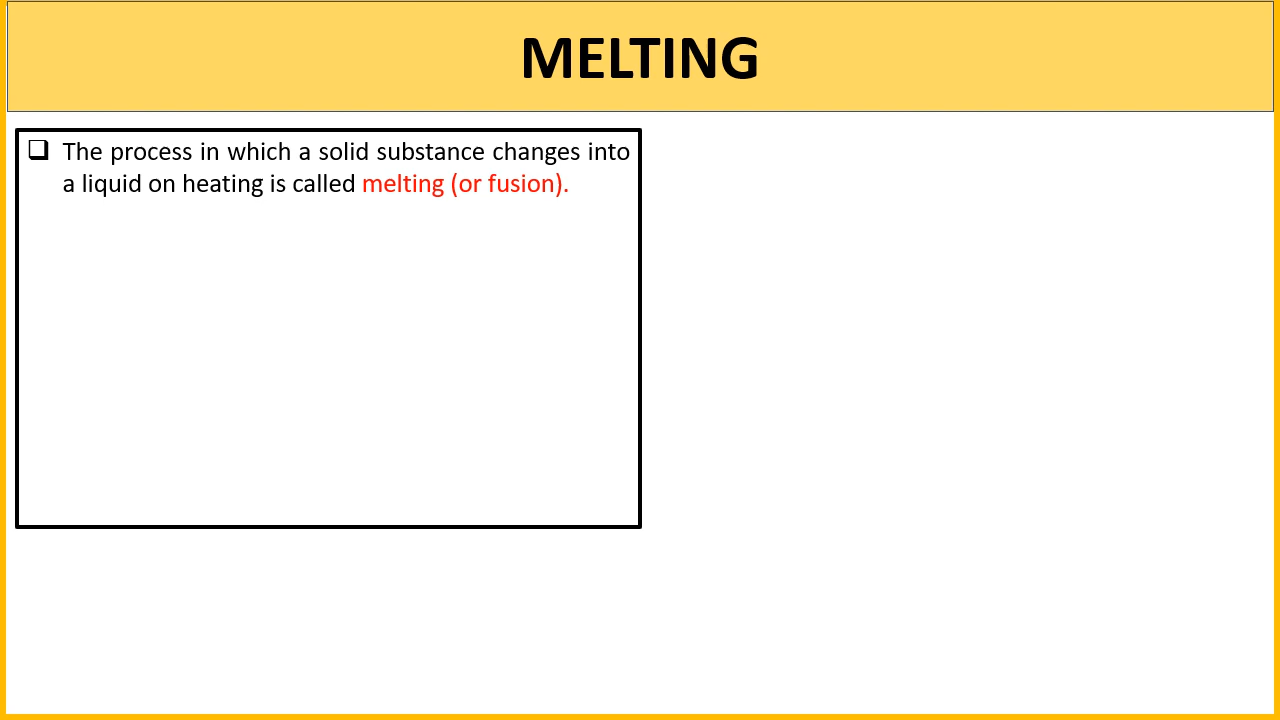 MELTING
❑ The process in which a solid substance changes into
a liquid on heating is called melting (or fusion).